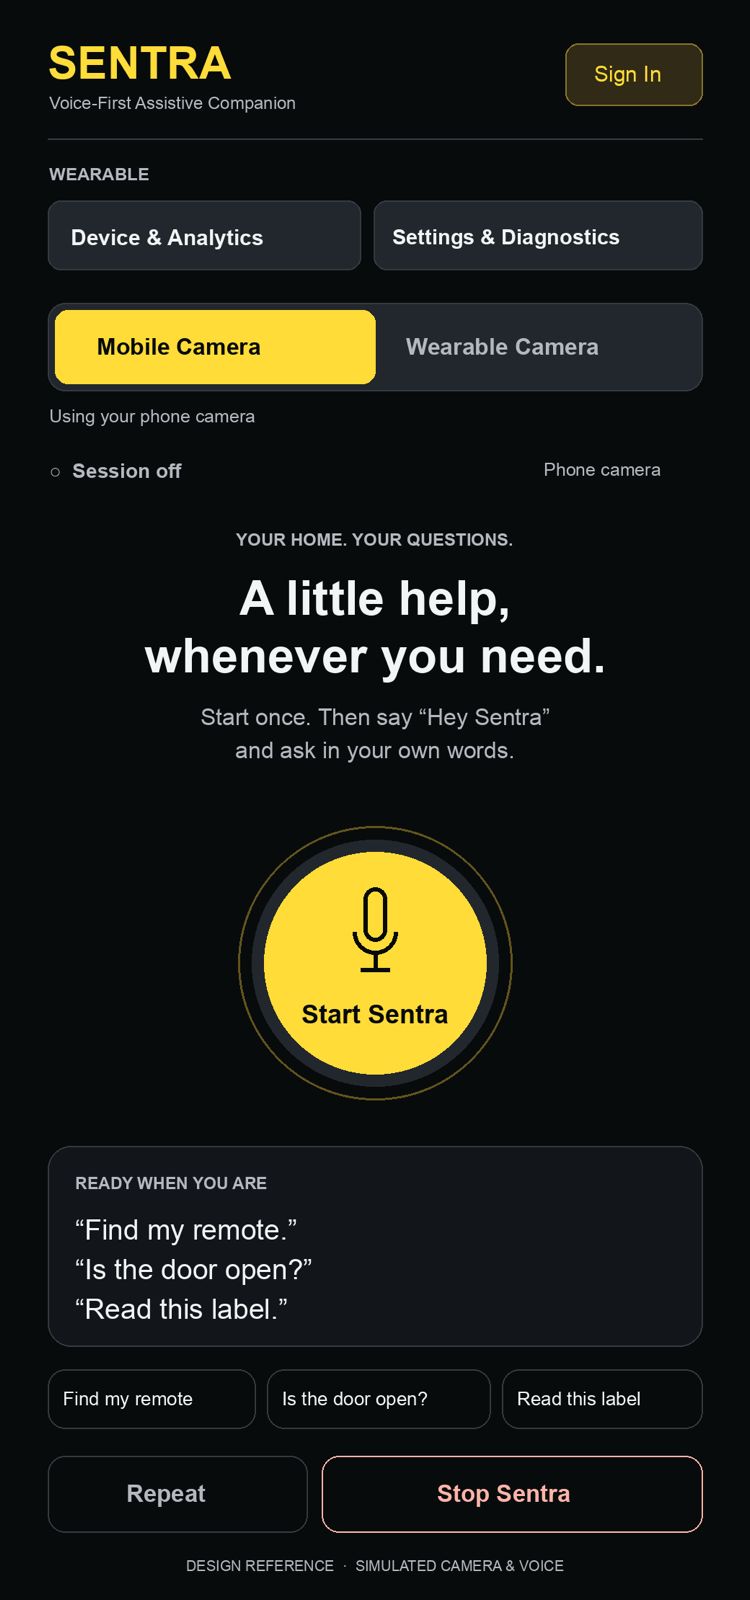 SENTRA
Sign In
Voice-First Assistive Companion
WEARABLE
Device & Analytics
Settings & Diagnostics
Mobile Camera
Wearable Camera
Using your phone camera
○ Session off
Phone camera
YOUR HOME. YOUR QUESTIONS.
A little help,
whenever you need.
Start once. Then say “Hey Sentra”
and ask in your own words.
Start Sentra
READY WHEN YOU ARE
“Find my remote.”
“Is the door open?”
“Read this label.”
Find my remote
Is the door open?
Read this label
Repeat
Stop Sentra
DESIGN REFERENCE · SIMULATED CAMERA & VOICE